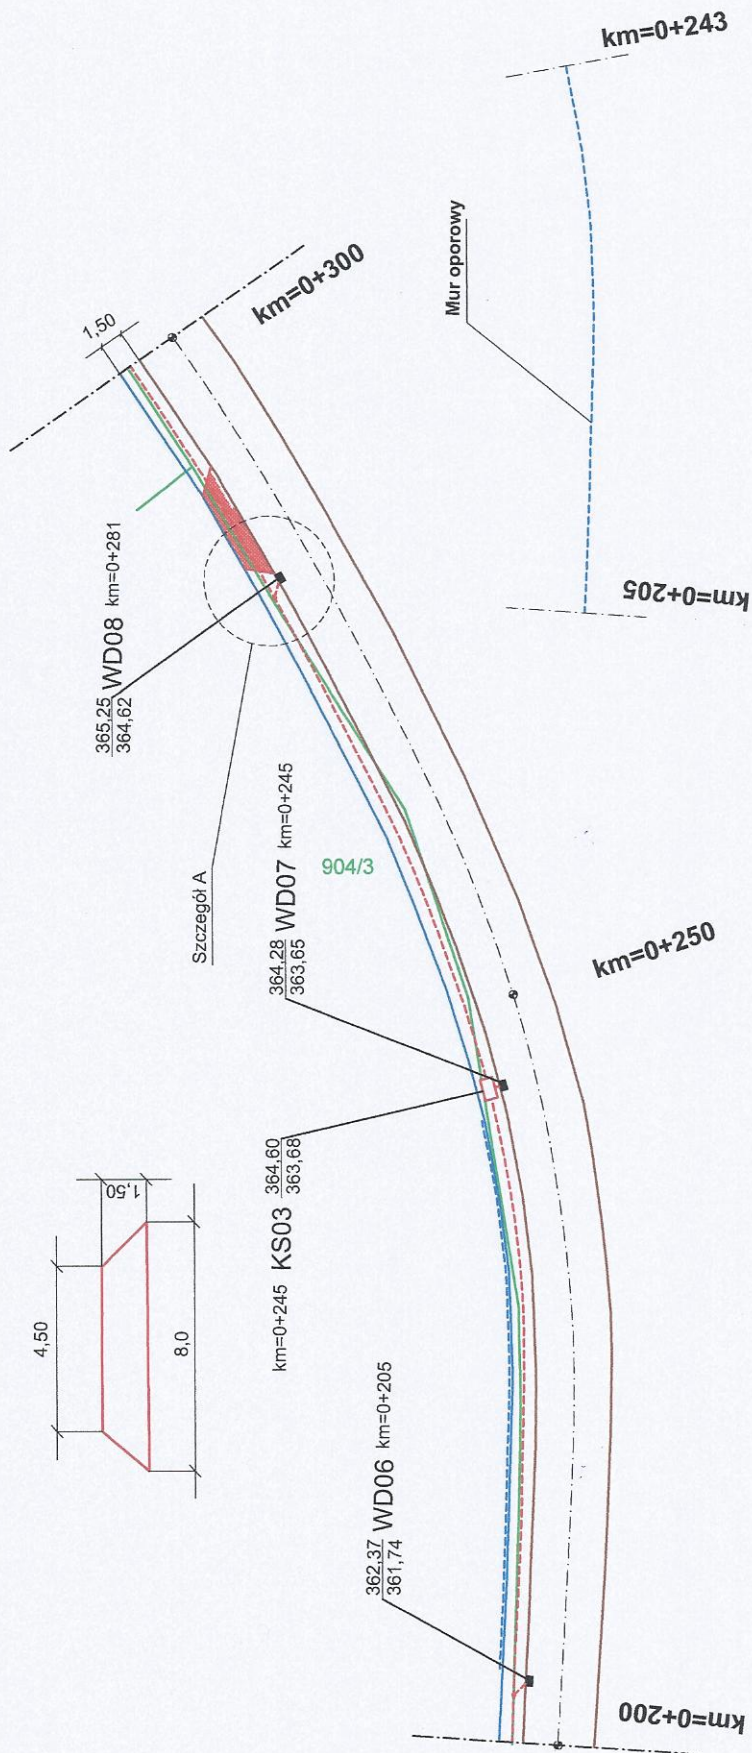 km=0+243
Mur oporowy
km=0+205
km=0+300
1,50
365,25
364,62
WD08 km=0+281
Szczegół A
904/3
364,28
363,65
WD07 km=0+245
km=0+250
km=0+245 KS03
364,60
363,68
1,50
4,50
8,0
362,37
361,74
WD06 km=0+205
km=0+200